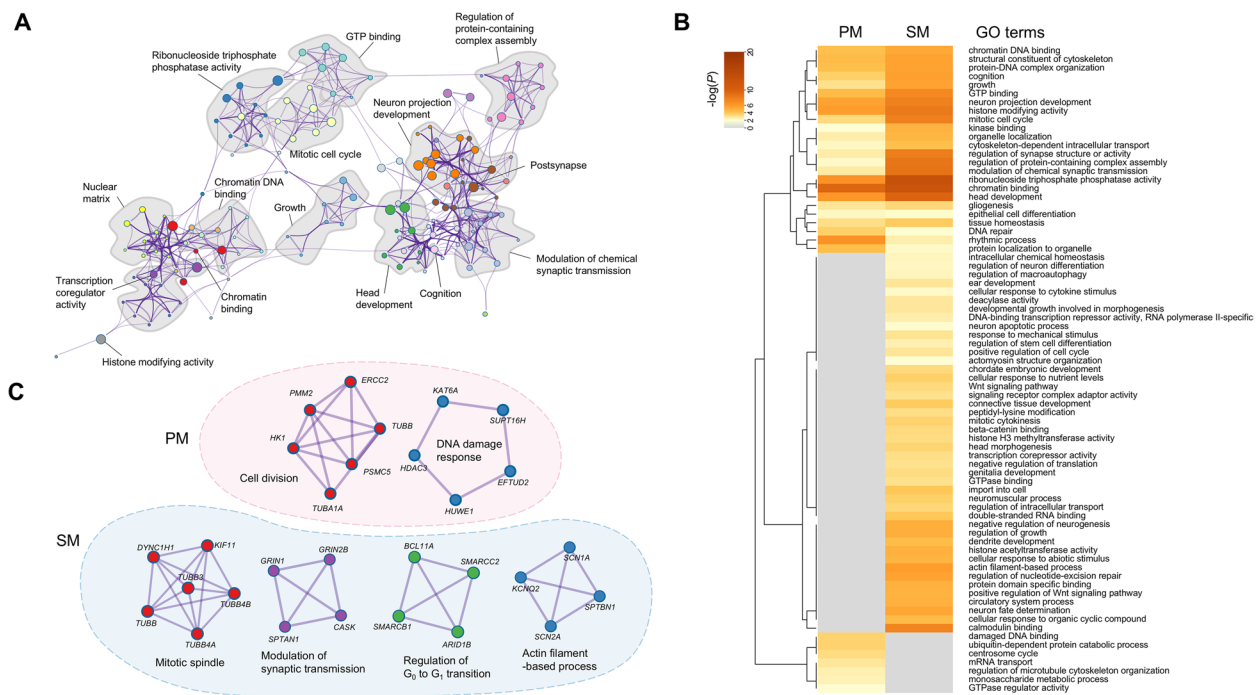 A
Regulation of
protein-containing
complex assembly
GTP binding
Ribonucleoside triphosphate
phosphatase activity
Neuron projection
development
Mitotic cell cycle
Postsynapse
Chromatin DNA
binding
Nuclear
matrix
Growth
Modulation of chemical
synaptic transmission
Transcription
coregulator
activity
Chromatin
binding
Head
development
Cognition
Histone modifying activity
B
PM
SM
GO terms
-log(P)
20
10
6
4
3
2
0
chromatin DNA binding
structural constituent of cytoskeleton
protein-DNA complex organization
cognition
growth
GTP binding
neuron projection development
histone modifying activity
mitotic cell cycle
kinase binding
organelle localization
cytoskeleton-dependent intracellular transport
regulation of synapse structure or activity
regulation of protein-containing complex assembly
modulation of chemical synaptic transmission
ribonucleoside triphosphate phosphatase activity
chromatin binding
head development
gliogenesis
epithelial cell differentiation
tissue homeostasis
DNA repair
rhythmic process
protein localization to organelle
intracellular chemical homeostasis
regulation of neuron differentiation
regulation of macroautophagy
ear development
cellular response to cytokine stimulus
deacylase activity
developmental growth involved in morphogenesis
DNA-binding transcription repressor activity, RNA polymerase II-specific
neuron apoptotic process
response to mechanical stimulus
regulation of stem cell differentiation
positive regulation of cell cycle
actomyosin structure organization
chordate embryonic development
cellular response to nutrient levels
Wnt signaling pathway
signaling receptor complex adaptor activity
connective tissue development
peptidyl-lysine modification
mitotic cytokinesis
beta-catenin binding
histone H3 methyltransferase activity
head morphogenesis
transcription corepressor activity
negative regulation of translation
genitalia development
GTPase binding
import into cell
neuromuscular process
regulation of intracellular transport
double-stranded RNA binding
negative regulation of neurogenesis
regulation of growth
dendrite development
histone acetyltransferase activity
cellular response to abiotic stimulus
actin filament-based process
regulation of nucleotide-excision repair
protein domain specific binding
positive regulation of Wnt signaling pathway
circulatory system process
neuron fate determination
cellular response to organic cyclic compound
calmodulin binding
damaged DNA binding
ubiquitin-dependent protein catabolic process
centrosome cycle
mRNA transport
regulation of microtubule cytoskeleton organization
monosaccharide metabolic process
GTPase regulator activity
C
PM
ERCC2
PMM2
TUBB
HK1
PSMC5
TUBA1A
Cell division
KAT6A
SUPT16H
DNA damage
response
HDAC3
EFTUD2
HUWE1
SM
DYNC1H1
KIF11
TUBB3
TUBB4B
TUBB
TUBB4A
Mitotic spindle
GRIN2B
GRIN1
CASK
SPTAN1
Modulation of
synaptic transmission
BCL11A
SMARCC2
SMARCB1
ARID1B
Regulation of
G0 to G1 transition
SCN1A
KCNQ2
SPTBN1
SCN2A
Actin filament
-based process